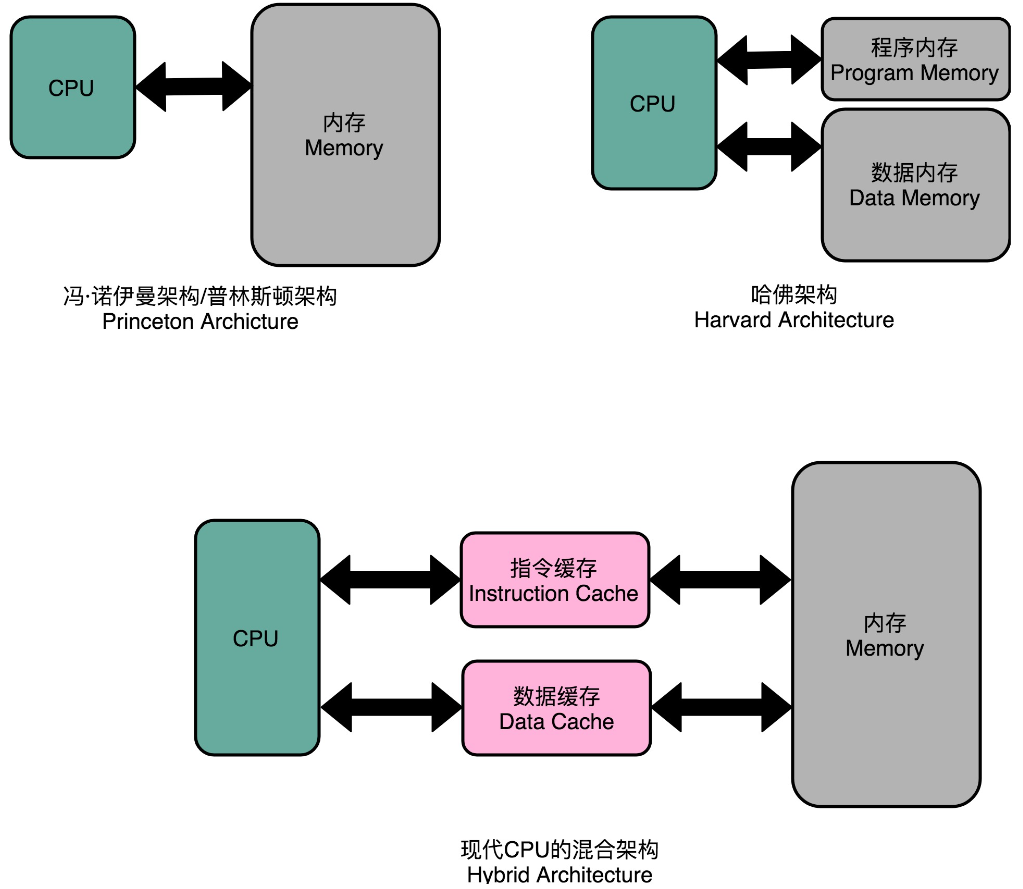 CPU
内存
Memory
冯·诺伊曼架构/普林斯顿架构
Princeton Archicture
CPU
程序内存
Program Memory
数据内存
Data Memory
哈佛架构
Harvard Architecture
CPU
指令缓存
Instruction Cache
数据缓存
Data Cache
内存
Memory
现代CPU的混合架构
Hybrid Architecture